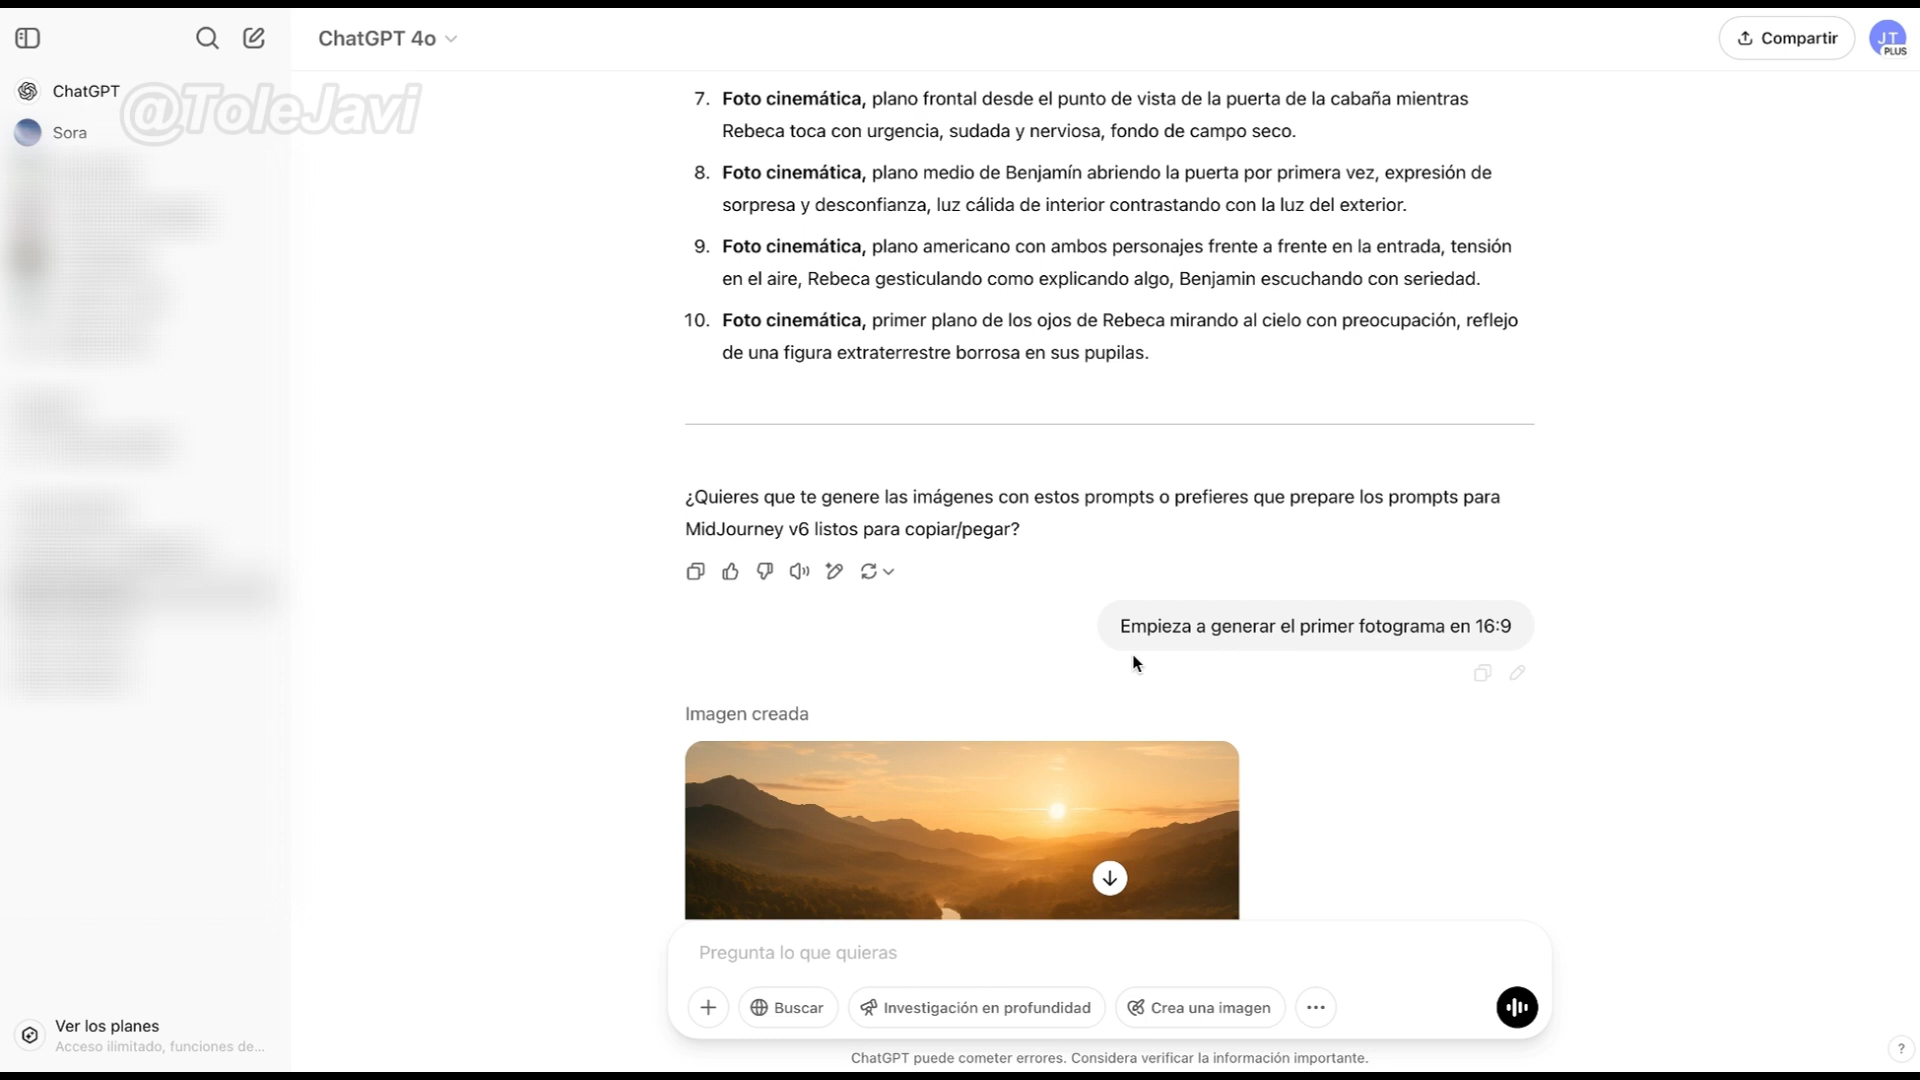 ChatGPT 4o
Compartir
JT
PLUS
ChatGPT
@ToleJavi
Sora
7. Foto cinemática, plano frontal desde el punto de vista de la puerta de la cabaña mientras
Rebeca toca con urgencia, sudada y nerviosa, fondo de campo seco.
8. Foto cinemática, plano medio de Benjamín abriendo la puerta por primera vez, expresión de
sorpresa y desconfianza, luz cálida de interior contrastando con la luz del exterior.
9. Foto cinemática, plano americano con ambos personajes frente a frente en la entrada, tensión
en el aire, Rebeca gesticulando como explicando algo, Benjamin escuchando con seriedad.
10. Foto cinemática, primer plano de los ojos de Rebeca mirando al cielo con preocupación, reflejo
de una figura extraterrestre borrosa en sus pupilas.
¿Quieres que te genere las imágenes con estos prompts o prefieres que prepare los prompts para
MidJourney v6 listos para copiar/pegar?
Empieza a generar el primer fotograma en 16:9
Imagen creada
Pregunta lo que quieras
Buscar
Investigación en profundidad
Crea una imagen
Ver los planes
Acceso ilimitado, funciones de...
ChatGPT puede cometer errores. Considera verificar la información importante.
?